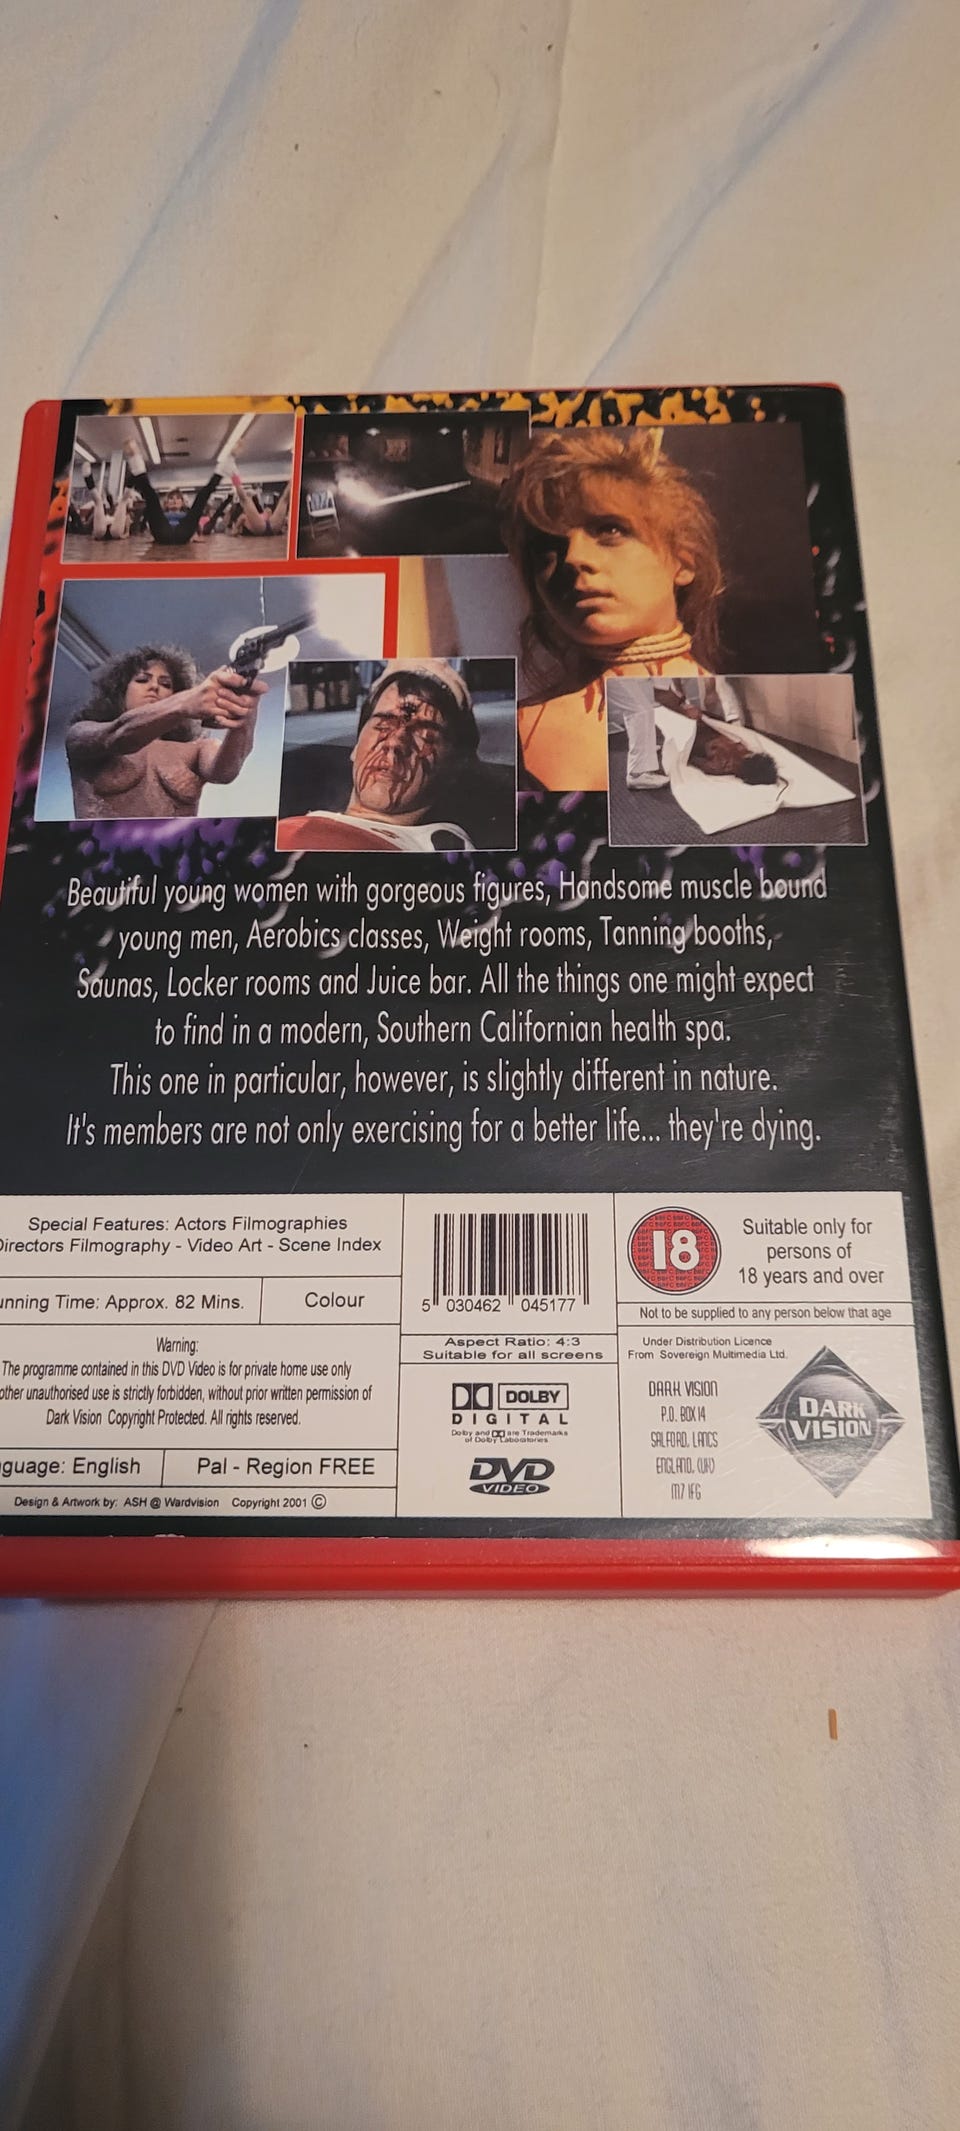 Beautiful young women with gorgeous figures, Handsome muscle bound
young men, Aerobics classes, Weight rooms, Tanning booths,
Saunas, Locker rooms and Juice bar. All the things one might expect
to find in a modern, Southern Californian health spa.
This one in particular, however, is slightly different in nature.
It's members are not only exercising for a better life... they're dying.
Special Features: Actors Filmographies
Directors Filmography - Video Art - Scene Index
unning Time: Approx. 82 Mins.
Colour
Warning:
The programme contained in this DVD Video is for private home use only
other unauthorised use is strictly forbidden, without prior written permission of
Dark Vision Copyright Protected. All rights reserved.
guage: English
Pal - Region FREE
Design & Artwork by: ASH @ Wardvision Copyright 2001 ©
5 030462 045177
Aspect Ratio: 4:3
Suitable for all screens
DOLBY
DIGITAL
Dolby and are Trademarks
of Dolby Laboratories
DVD
VIDEO
18
Suitable only for
persons of
18 years and over
Not to be supplied to any person below that age
Under Distribution Licence
From Sovereign Multimedia Ltd.
DARK VISION
P.O. BOX 14
SALFORD, LANCS
ENGLAND, (UK)
M7 1FG
DARK
VISION